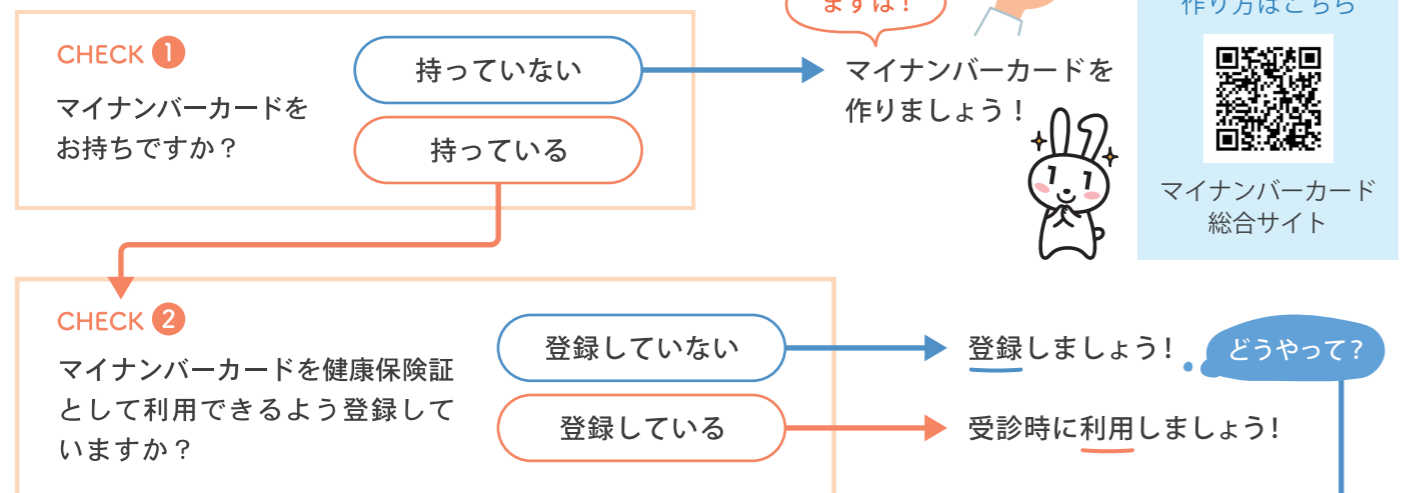 まずは！
作り方はこちら
CHECK 1
マイナンバーカードを
お持ちですか？
持っていない
持っている
マイナンバーカードを
作りましょう！
マイナンバーカード
総合サイト
CHECK 2
マイナンバーカードを健康保険証
として利用できるよう登録して
いますか？
登録していない
登録している
登録しましょう！
どうやって？
受診時に利用しましょう！